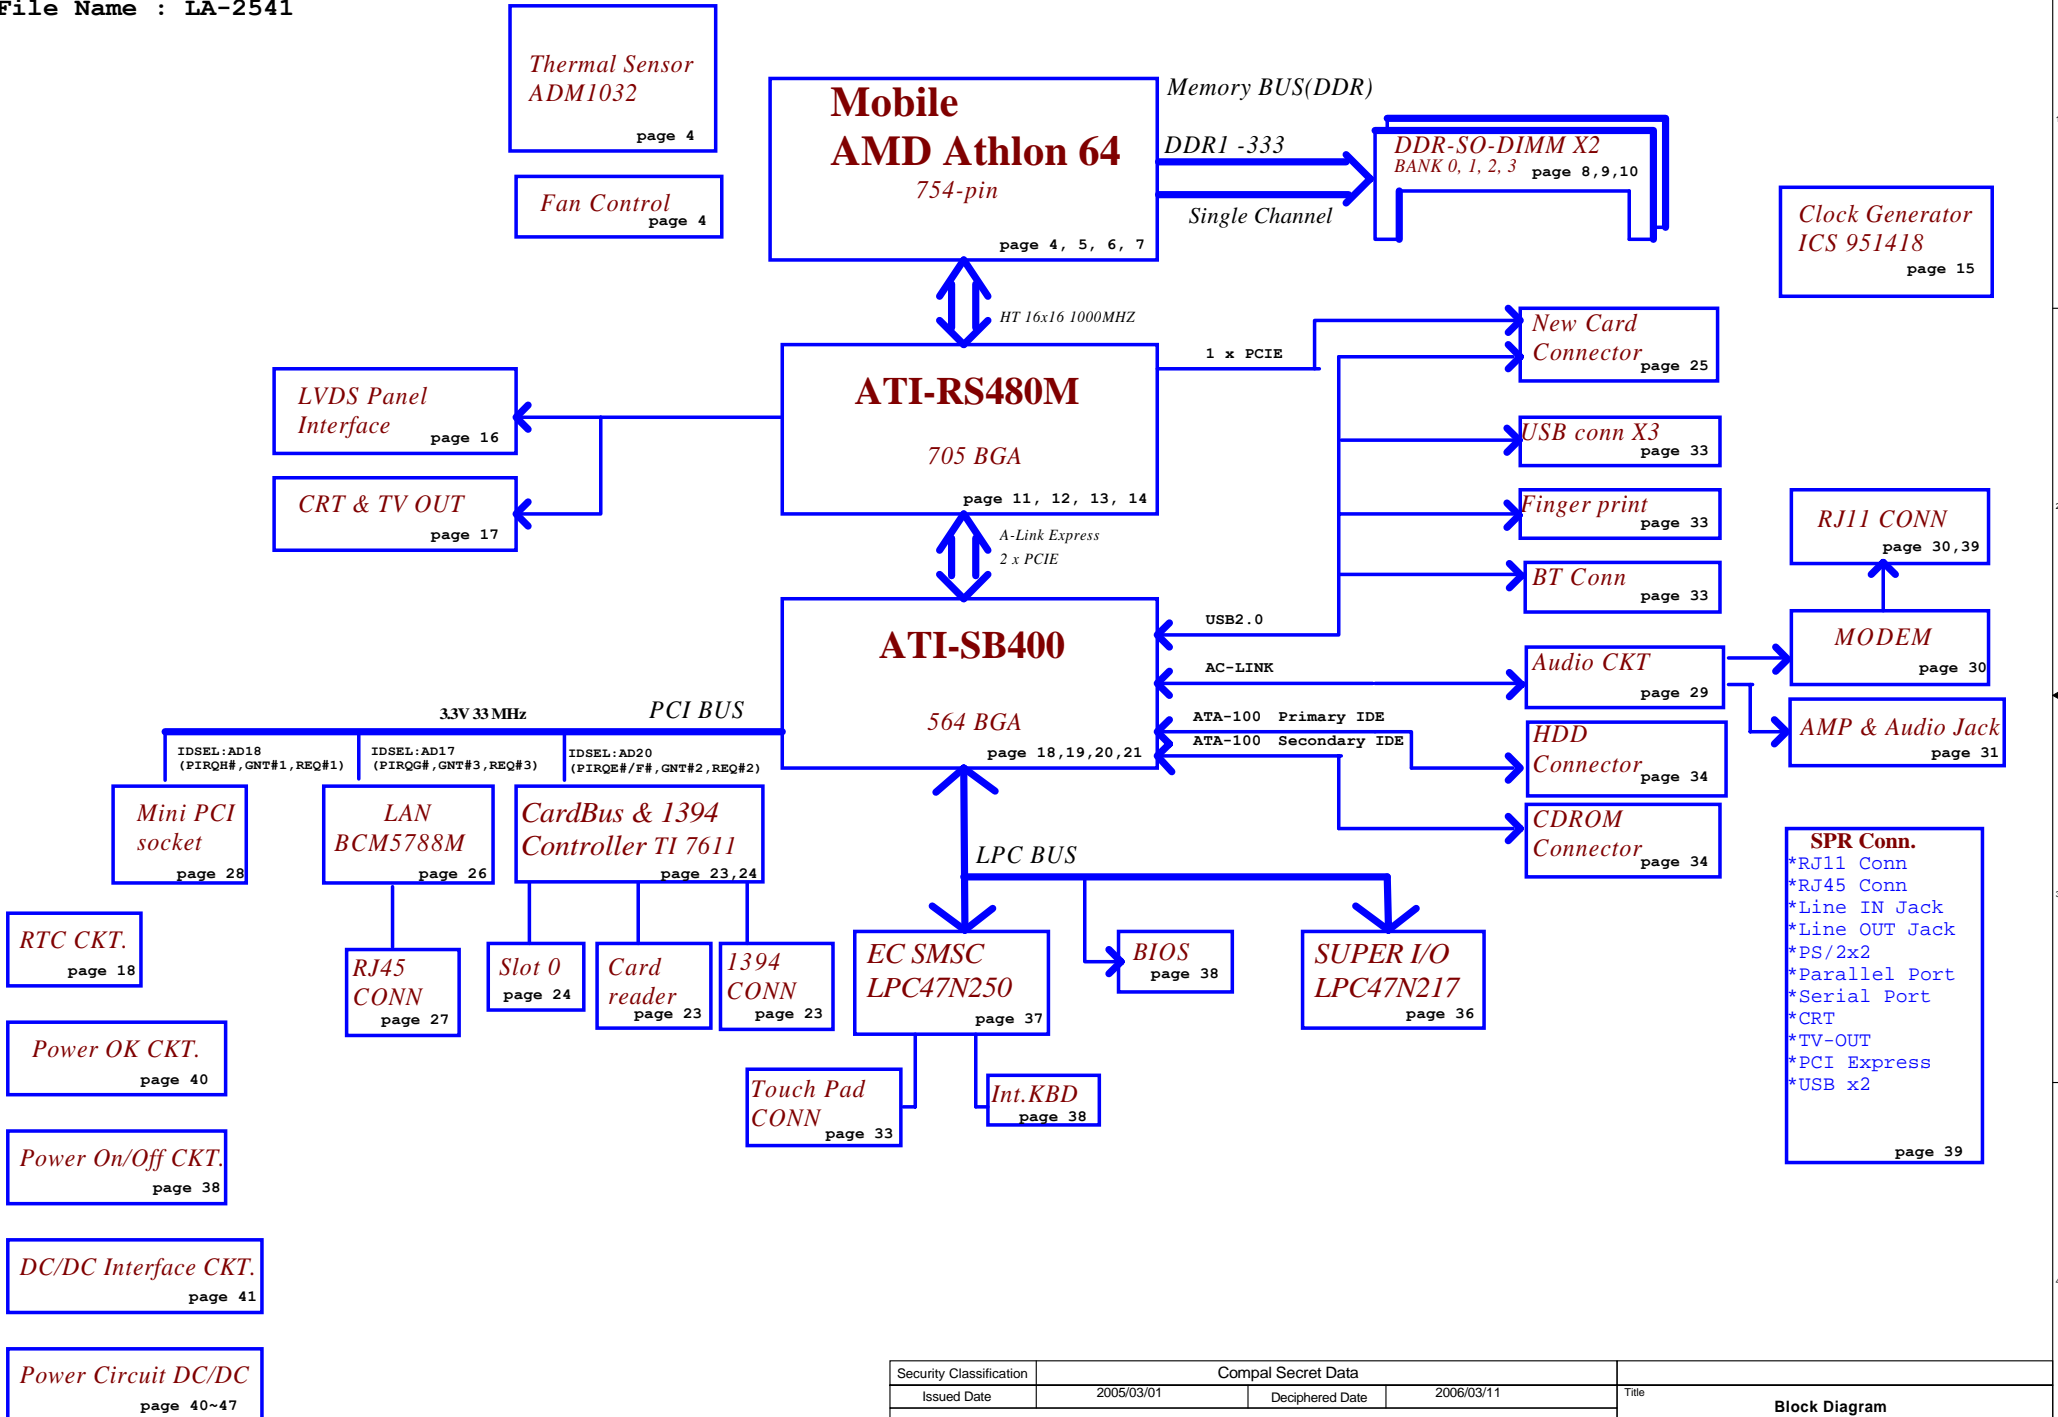 File Name : LA-2541
Thermal Sensor
ADM1032
page 4
Fan Control
page 4
Mobile
AMD Athlon 64
754-pin
page 4, 5, 6, 7
Memory BUS(DDR)
DDR1 -333
Single Channel
DDR-SO-DIMM X2
BANK 0, 1, 2, 3 page 8,9,10
Clock Generator
ICS 951418
page 15
HT 16x16 1000MHZ
LVDS Panel
Interface
page 16
CRT & TV OUT
page 17
ATI-RS480M
705 BGA
page 11, 12, 13, 14
1 x PCIE
New Card
Connector
page 25
USB conn X3
page 33
Finger print
page 33
BT Conn
page 33
RJ11 CONN
page 30,39
A-Link Express
2 x PCIE
ATI-SB400
564 BGA
page 18,19,20,21
USB2.0
AC-LINK
ATA-100 Primary IDE
ATA-100 Secondary IDE
Audio CKT
page 29
MODEM
page 30
AMP & Audio Jack
page 31
HDD
Connector
page 34
CDROM
Connector
page 34
3.3V 33 MHz
PCI BUS
IDSEL:AD18
(PIRQH#,GNT#1,REQ#1)
IDSEL:AD17
(PIRQG#,GNT#3,REQ#3)
IDSEL:AD20
(PIRQE#/F#,GNT#2,REQ#2)
Mini PCI
socket
page 28
LAN
BCM5788M
page 26
CardBus & 1394
Controller TI 7611
page 23,24
LPC BUS
RTC CKT.
page 18
RJ45
CONN
page 27
Slot 0
page 24
Card
reader
page 23
1394
CONN
page 23
EC SMSC
LPC47N250
page 37
BIOS
page 38
SUPER I/O
LPC47N217
page 36
SPR Conn.
*RJ11 Conn
*RJ45 Conn
*Line IN Jack
*Line OUT Jack
*PS/2x2
*Parallel Port
*Serial Port
*CRT
*TV-OUT
*PCI Express
*USB x2
page 39
Power OK CKT.
page 40
Touch Pad
CONN
page 33
Int.KBD
page 38
Power On/Off CKT.
page 38
DC/DC Interface CKT.
page 41
Power Circuit DC/DC
page 40~47
Security Classification
Compal Secret Data
Issued Date
2005/03/01
Deciphered Date
2006/03/11
Title
Block Diagram